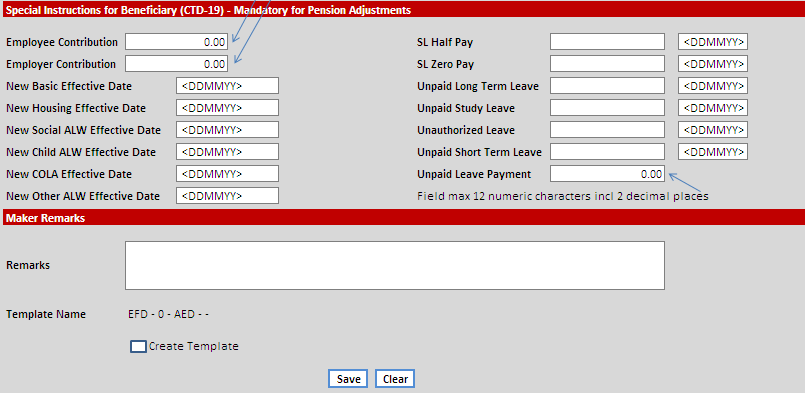 Special Instructions for Beneficiary (CTD-19) - Mandatory for Pension Adjustments
Employee Contribution 0.00 SL Half Pay <DDMMYY>
Employer Contribution 0.00 SL Zero Pay <DDMMYY>
New Basic Effective Date <DDMMYY> Unpaid Long Term Leave <DDMMYY>
New Housing Effective Date <DDMMYY> Unpaid Study Leave <DDMMYY>
New Social ALW Effective Date <DDMMYY> Unauthorized Leave <DDMMYY>
New Child ALW Effective Date <DDMMYY> Unpaid Short Term Leave <DDMMYY>
New COLA Effective Date <DDMMYY> Unpaid Leave Payment 0.00
New Other ALW Effective Date <DDMMYY> Field max 12 numeric characters incl 2 decimal places
Maker Remarks
Remarks
Template Name EFD - 0 - AED - -
Create Template
Save Clear